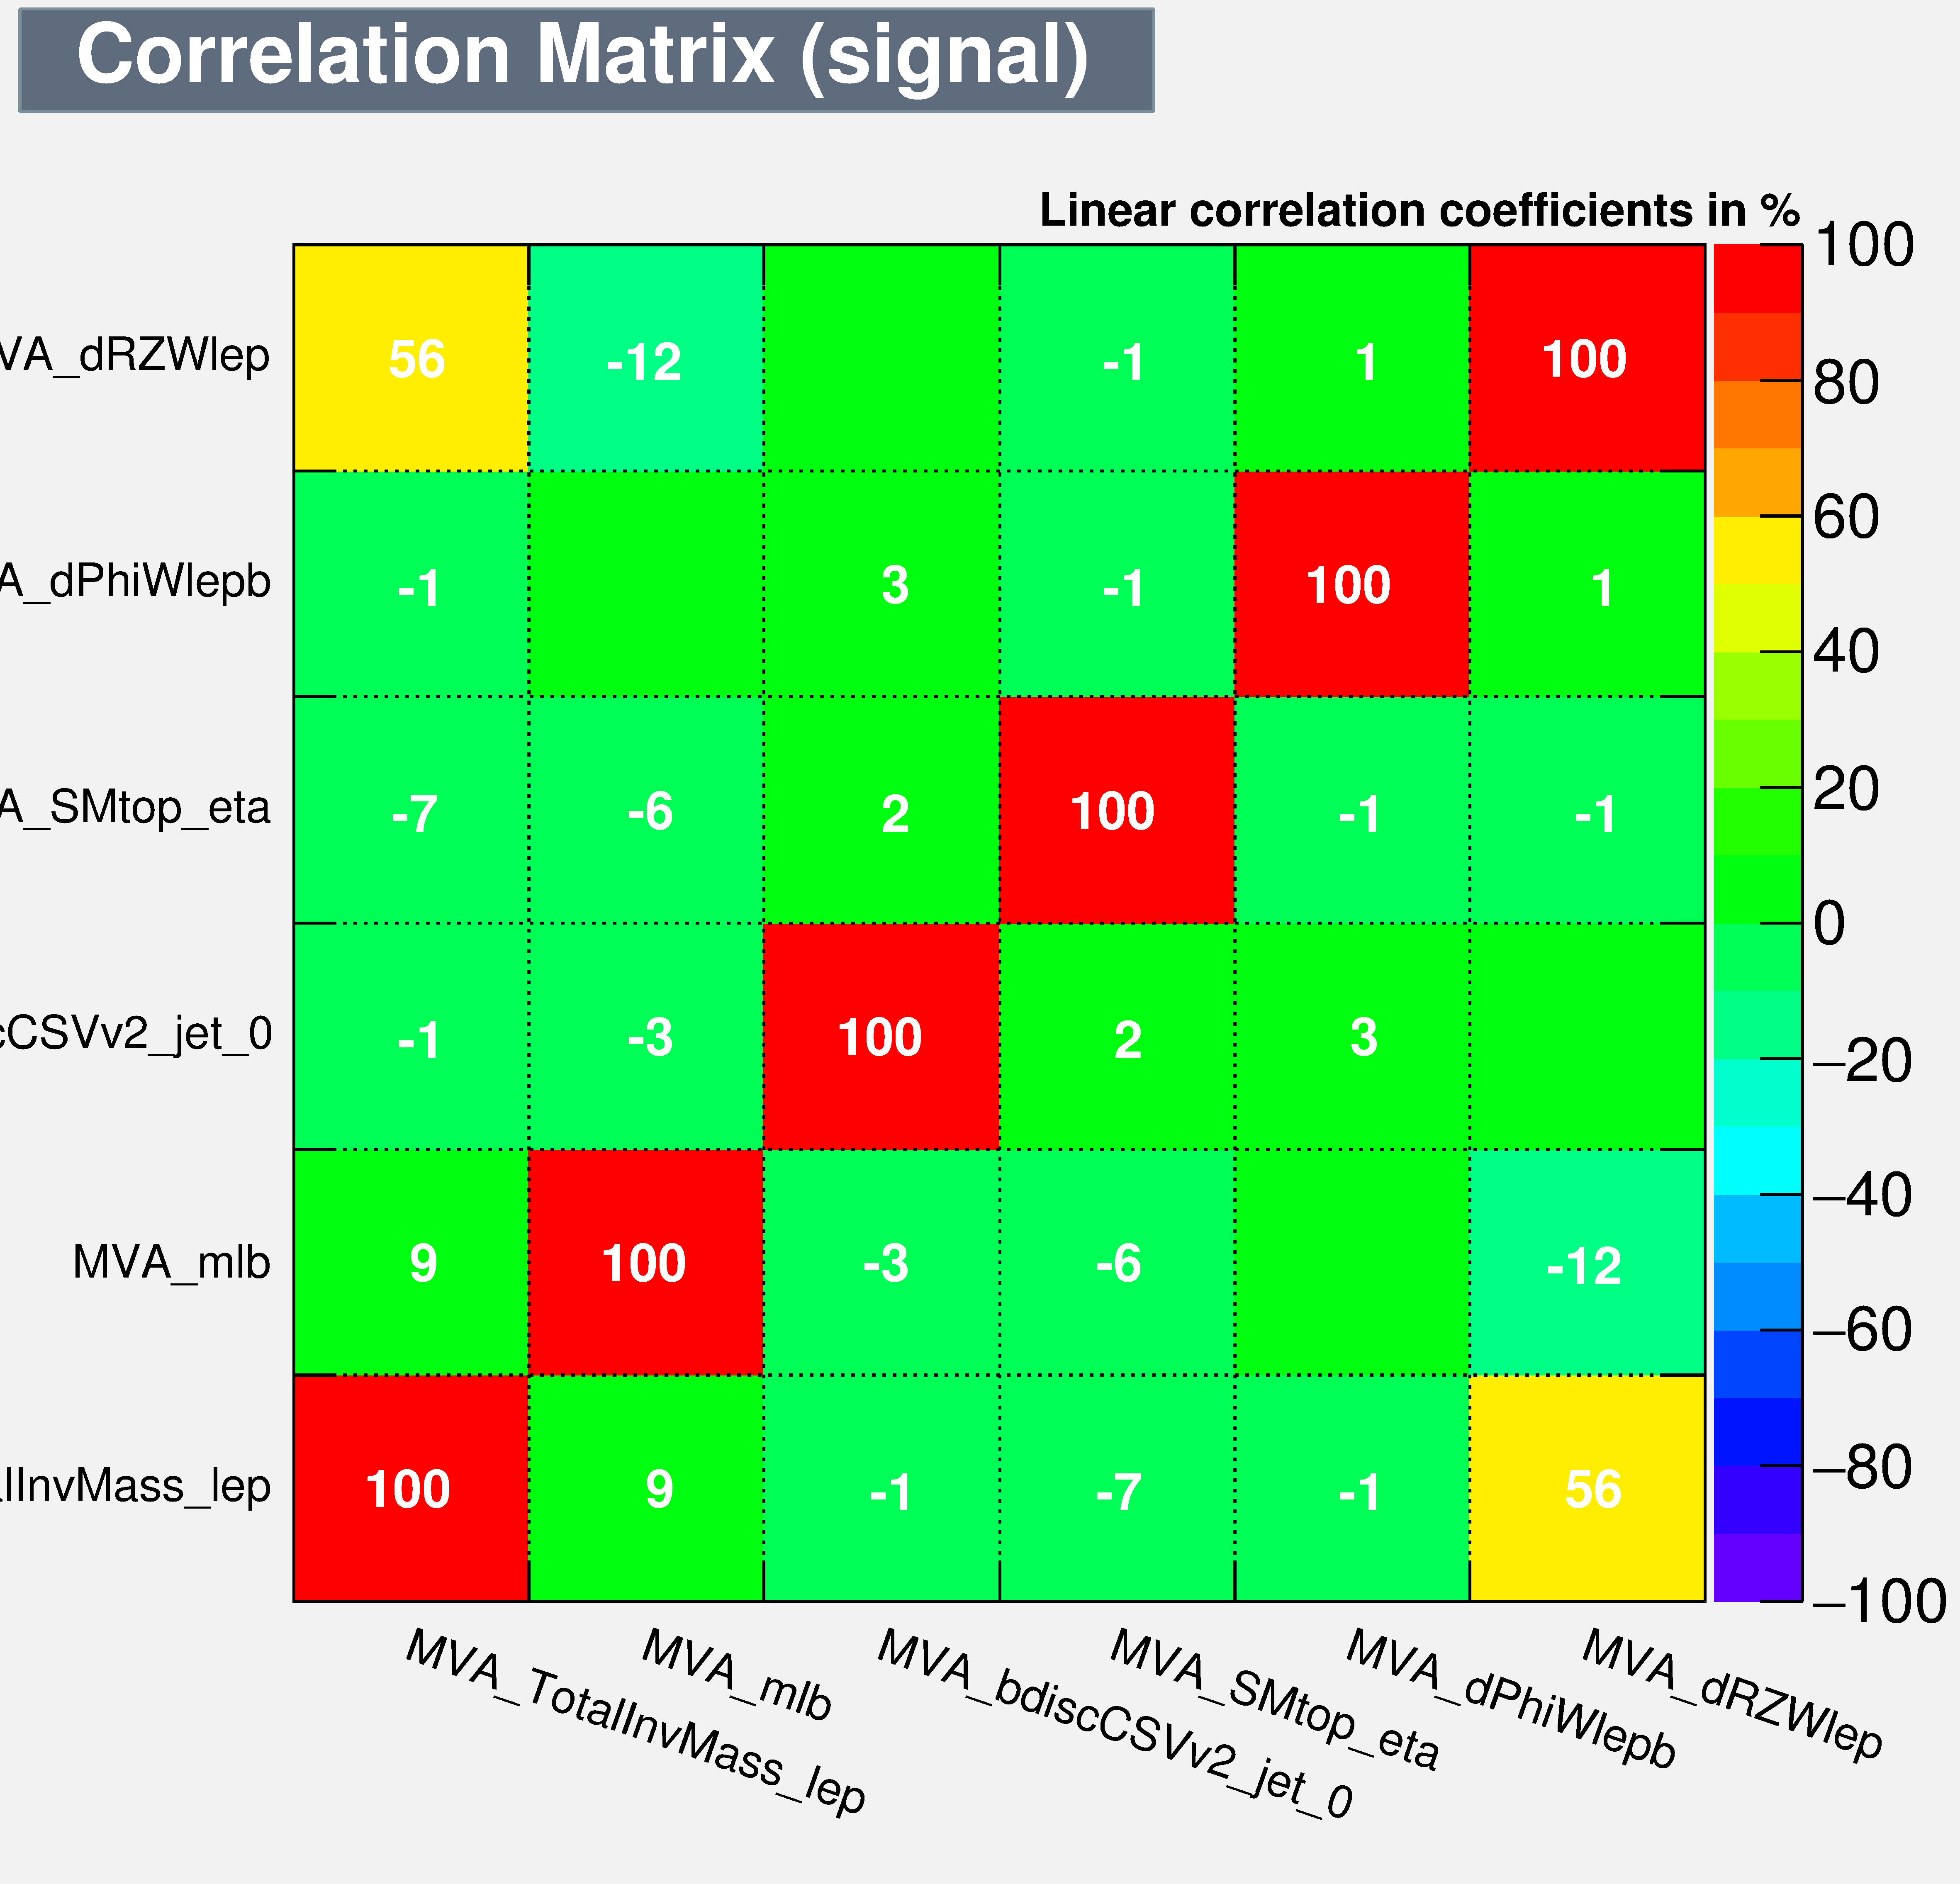 Correlation Matrix (signal)
Linear correlation coefficients in %
VA_dRZWlep 56 -12 -1 1 100
A_dPhiWlepb -1 3 -1 100 1
A_SMtop_eta -7 -6 2 100 -1 -1
cCSVv2_jet_0 -1 -3 100 2 3
MVA_mlb 9 100 -3 -6 -12
lInvMass_lep 100 9 -1 -7 -1 56
100
80
60
40
20
0
−20
−40
−60
−80
−100
MVA_TotalInvMass_lep
MVA_mlb
MVA_bdiscCSVv2_jet_0
MVA_SMtop_eta
MVA_dPhiWlepb
MVA_dRZWlep